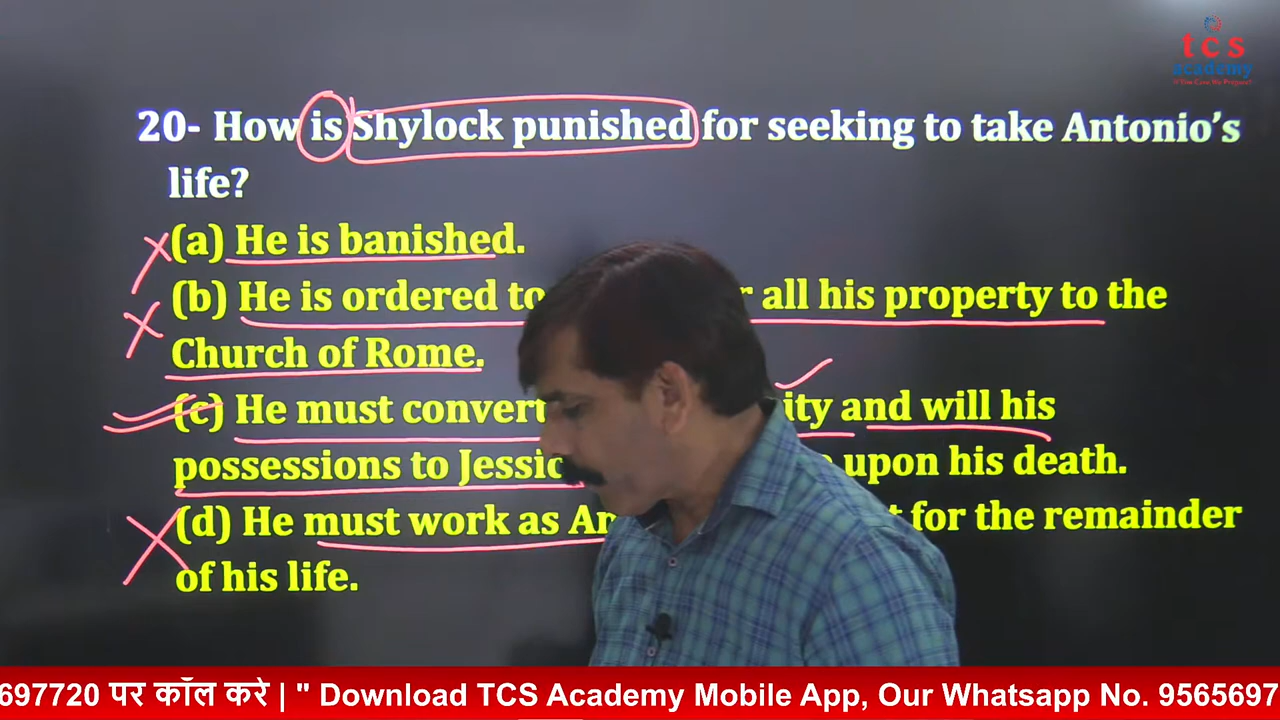 tcs
academy
20- How is Shylock punished for seeking to take Antonio's
life?
(a) He is banished.
(b) He is ordered to all his property to the
Church of Rome.
(c) He must convert and will his
possessions to upon his death.
(d) He must work as for the remainder
of his life.
697720 पर कॉल करे | " Download TCS Academy Mobile App, Our Whatsapp No. 9565697